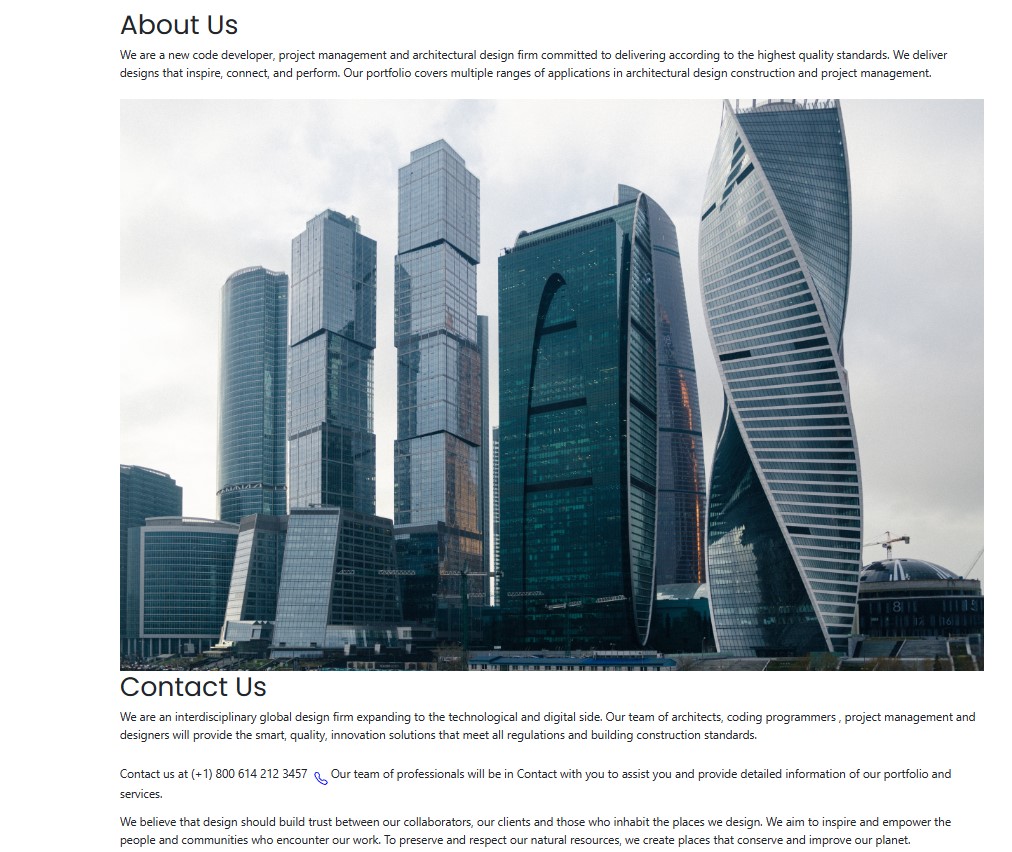 About Us
We are a new code developer, project management and architectural design firm committed to delivering according to the highest quality standards. We deliver
designs that inspire, connect, and perform. Our portfolio covers multiple ranges of applications in architectural design construction and project management.
Contact Us
We are an interdisciplinary global design firm expanding to the technological and digital side. Our team of architects, coding programmers , project management and
designers will provide the smart, quality, innovation solutions that meet all regulations and building construction standards.
Contact us at (+1) 800 614 212 3457 Our team of professionals will be in Contact with you to assist you and provide detailed information of our portfolio and
services.
We believe that design should build trust between our collaborators, our clients and those who inhabit the places we design. We aim to inspire and empower the
people and communities who encounter our work. To preserve and respect our natural resources, we create places that conserve and improve our planet.